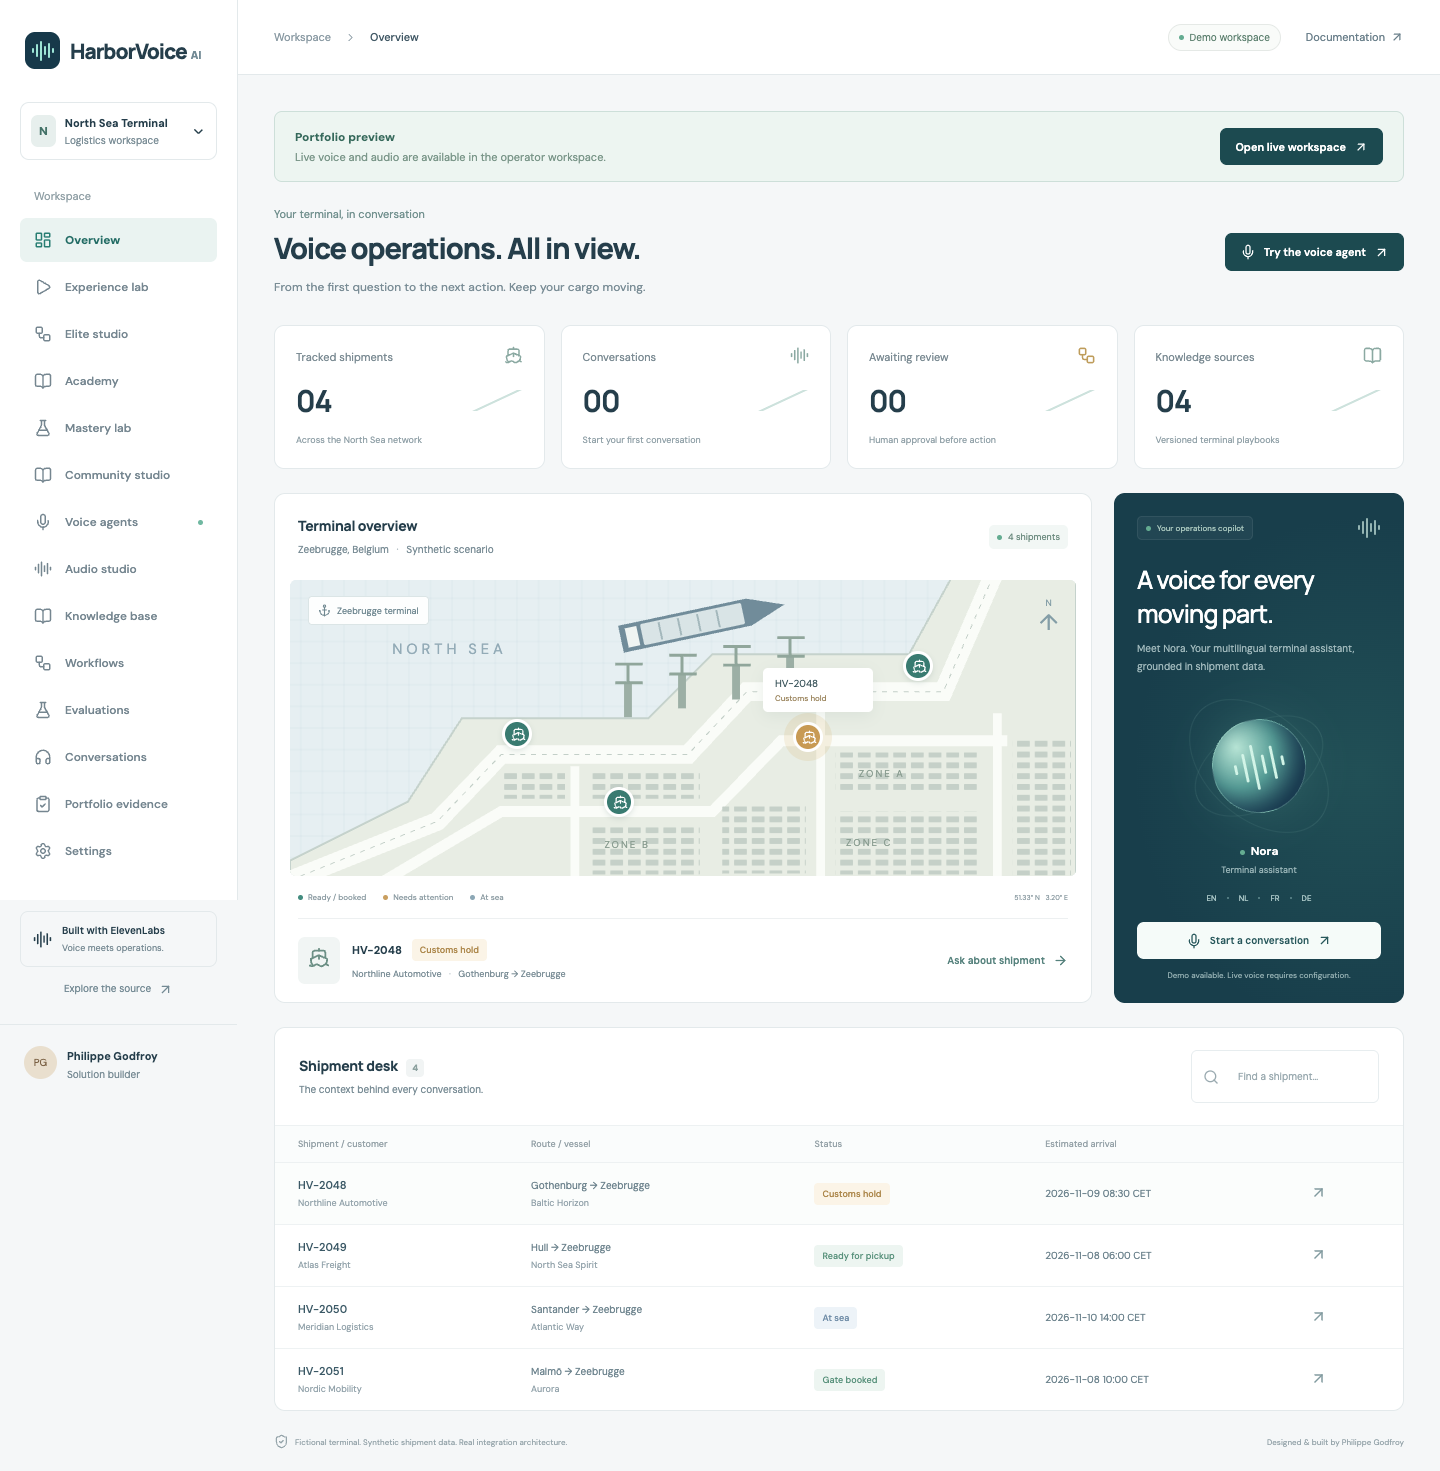 HarborVoice AI
N
North Sea Terminal
Logistics workspace
Workspace
Overview
Experience lab
Elite studio
Academy
Mastery lab
Community studio
Voice agents
Audio studio
Knowledge base
Workflows
Evaluations
Conversations
Portfolio evidence
Settings
Built with ElevenLabs
Voice meets operations.
Explore the source
PG
Philippe Godfroy
Solution builder
Workspace
Overview
Demo workspace
Documentation
Portfolio preview
Live voice and audio are available in the operator workspace.
Open live workspace
Your terminal, in conversation
Voice operations. All in view.
From the first question to the next action. Keep your cargo moving.
Try the voice agent
Tracked shipments
04
Across the North Sea network
Conversations
00
Start your first conversation
Awaiting review
00
Human approval before action
Knowledge sources
04
Versioned terminal playbooks
Terminal overview
Zeebrugge, Belgium · Synthetic scenario
4 shipments
Zeebrugge terminal
NORTH SEA
N
HV-2048
Customs hold
ZONE A
ZONE B
ZONE C
Ready / booked
Needs attention
At sea
51.33° N 3.20° E
HV-2048
Customs hold
Northline Automotive · Gothenburg → Zeebrugge
Ask about shipment →
Your operations copilot
A voice for every
moving part.
Meet Nora. Your multilingual terminal assistant,
grounded in shipment data.
Nora
Terminal assistant
EN · NL · FR · DE
Start a conversation
Demo available. Live voice requires configuration.
Shipment desk 4
The context behind every conversation.
Find a shipment...
Shipment / customer
Route / vessel
Status
Estimated arrival
HV-2048
Northline Automotive
Gothenburg → Zeebrugge
Baltic Horizon
Customs hold
2026-11-09 08:30 CET
HV-2049
Atlas Freight
Hull → Zeebrugge
North Sea Spirit
Ready for pickup
2026-11-08 06:00 CET
HV-2050
Meridian Logistics
Santander → Zeebrugge
Atlantic Way
At sea
2026-11-10 14:00 CET
HV-2051
Nordic Mobility
Malmö → Zeebrugge
Aurora
Gate booked
2026-11-08 10:00 CET
Fictional terminal. Synthetic shipment data. Real integration architecture.
Designed & built by Philippe Godfroy